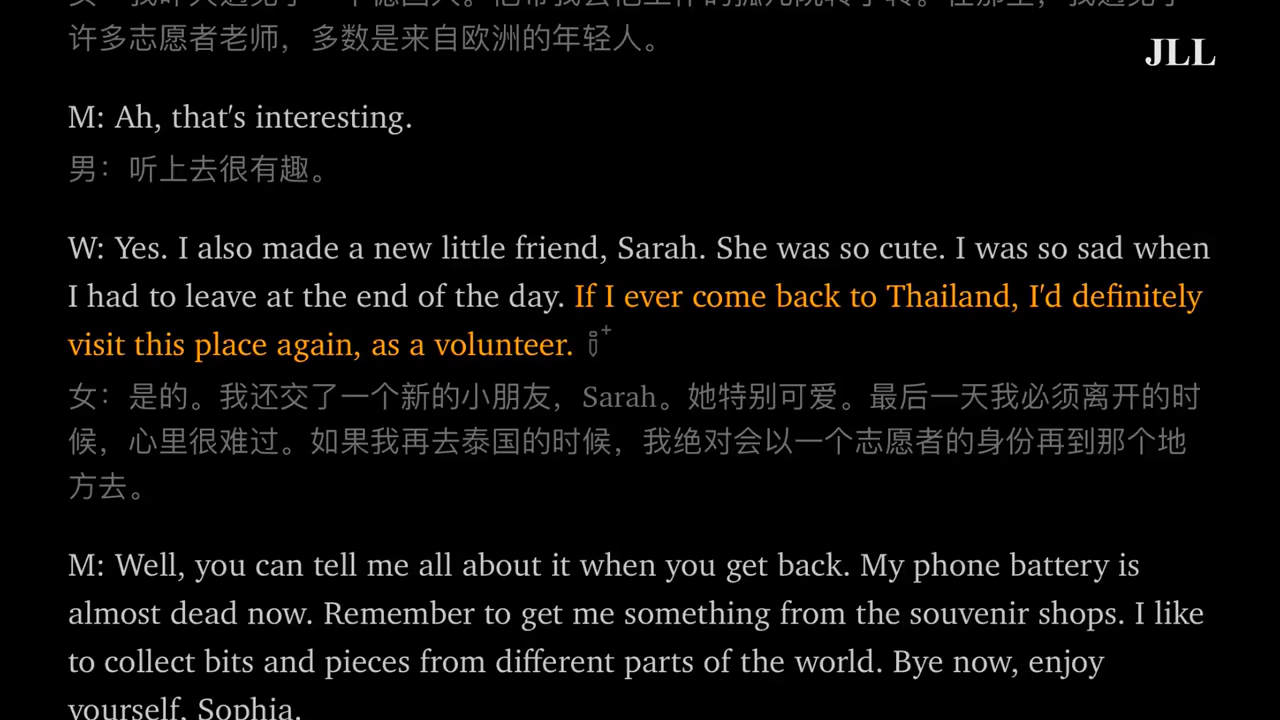 许多志愿者老师，多数是来自欧洲的年轻人。
JLL
M: Ah, that's interesting.
男：听上去很有趣。
W: Yes. I also made a new little friend, Sarah. She was so cute. I was so sad when
I had to leave at the end of the day. If I ever come back to Thailand, I'd definitely
visit this place again, as a volunteer.
女：是的。我还交了一个新的小朋友，Sarah。她特别可爱。最后一天我必须离开的时
候，心里很难过。如果我再去泰国的时候，我绝对会以一个志愿者的身份再到那个地
方去。
M: Well, you can tell me all about it when you get back. My phone battery is
almost dead now. Remember to get me something from the souvenir shops. I like
to collect bits and pieces from different parts of the world. Bye now, enjoy
yourself, Sophia.